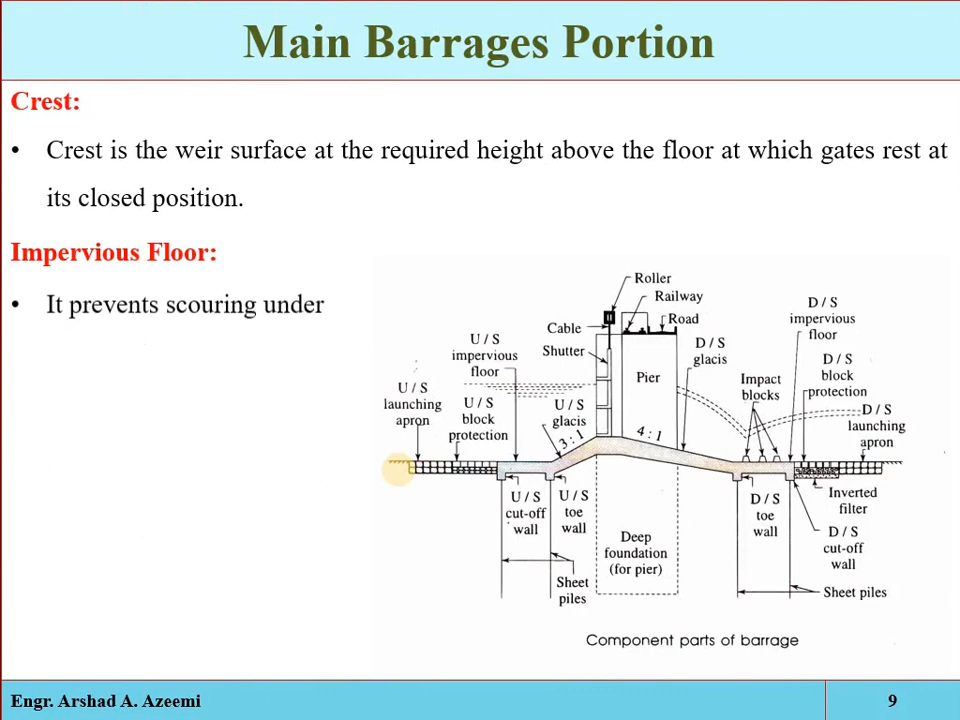 Main Barrages Portion
Crest:
• Crest is the weir surface at the required height above the floor at which gates rest at
its closed position.
Impervious Floor:
• It prevents scouring under
Roller
Railway
Road
Cable
Shutter
Pier
U / S
impervious
floor
U / S
launching
apron
U / S
block
protection
U / S
glacis
3 : 1
4 : 1
D / S
glacis
Impact
blocks
D / S
impervious
floor
D / S
block
protection
D / S
launching
apron
U / S
cut-off
wall
U / S
toe
wall
Sheet
piles
Deep
foundation
(for pier)
D / S
toe
wall
Inverted
filter
D / S
cut-off
wall
Sheet piles
Component parts of barrage
Engr. Arshad A. Azeemi
9